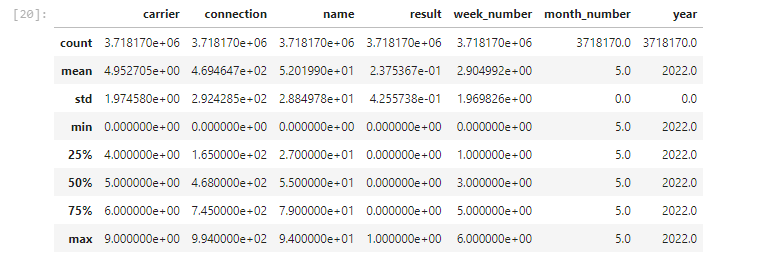 [20]: carrier connection name result week_number month_number year
count 3.718170e+06 3.718170e+06 3.718170e+06 3.718170e+06 3.718170e+06 3718170.0 3718170.0
mean 4.952705e+00 4.694647e+02 5.201990e+01 2.375367e-01 2.904992e+00 5.0 2022.0
std 1.974580e+00 2.924285e+02 2.884978e+01 4.255738e-01 1.969826e+00 0.0 0.0
min 0.000000e+00 0.000000e+00 0.000000e+00 0.000000e+00 0.000000e+00 5.0 2022.0
25% 4.000000e+00 1.650000e+02 2.700000e+01 0.000000e+00 1.000000e+00 5.0 2022.0
50% 5.000000e+00 4.680000e+02 5.500000e+01 0.000000e+00 3.000000e+00 5.0 2022.0
75% 6.000000e+00 7.450000e+02 7.900000e+01 0.000000e+00 5.000000e+00 5.0 2022.0
max 9.000000e+00 9.940000e+02 9.400000e+01 1.000000e+00 6.000000e+00 5.0 2022.0